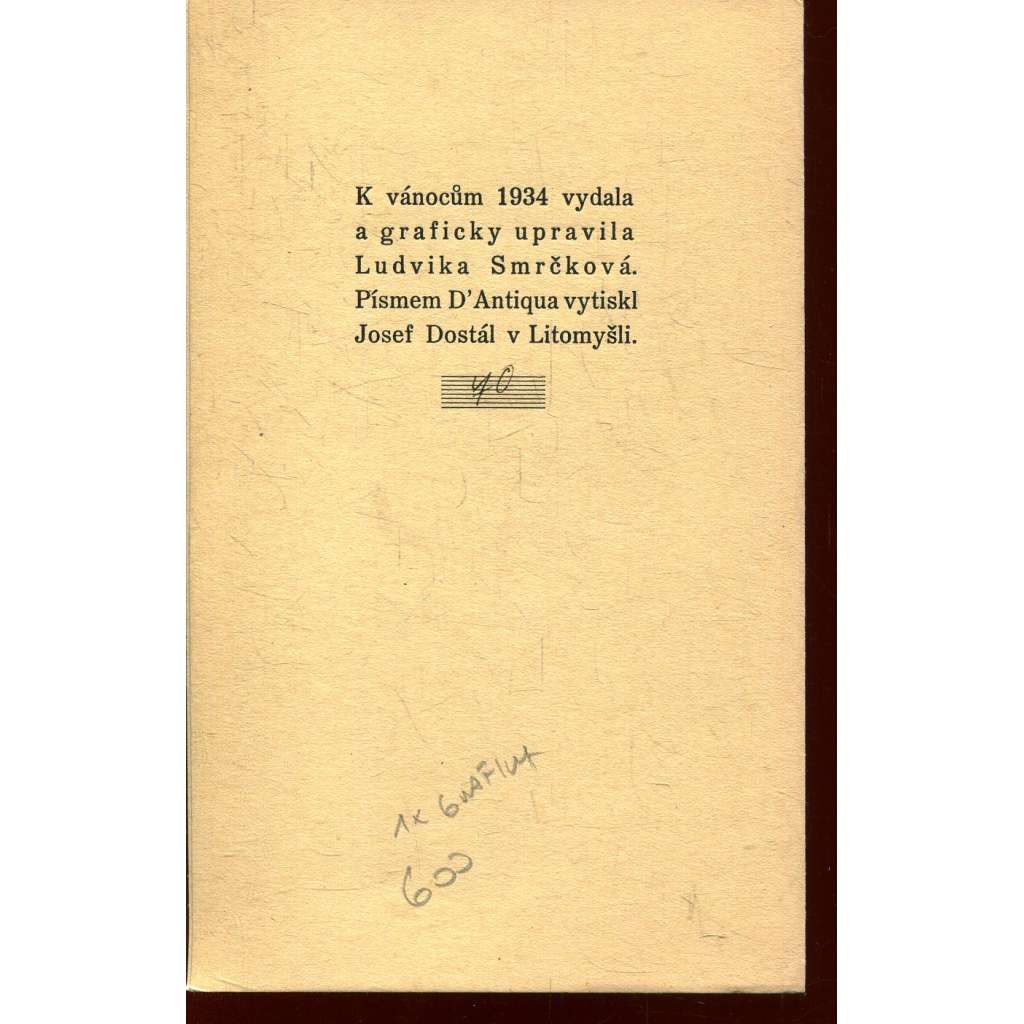 K vánocům 1934 vydala
a graficky upravila
Ludvika Smrčková.
Písmem D'Antiqua vytiskl
Josef Dostál v Litomyšli.
40
1x GRAFIKA
600